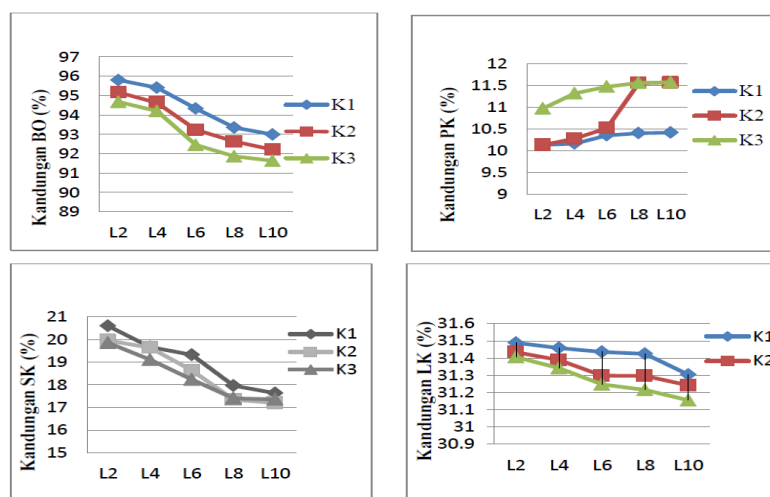 Kandungan BO (%)
97
96
95
94
93
92
91
90
89
L2 L4 L6 L8 L10
K1
K2
K3
Kandungan PK (%)
12
11.5
11
10.5
10
9.5
9
L2 L4 L6 L8 L10
K1
K2
K3
Kandungan SK (%)
21
20
19
18
17
16
15
L2 L4 L6 L8 L10
K1
K2
K3
Kandungan LK (%)
31.6
31.5
31.4
31.3
31.2
31.1
31
30.9
L2 L4 L6 L8 L10
K1
K2